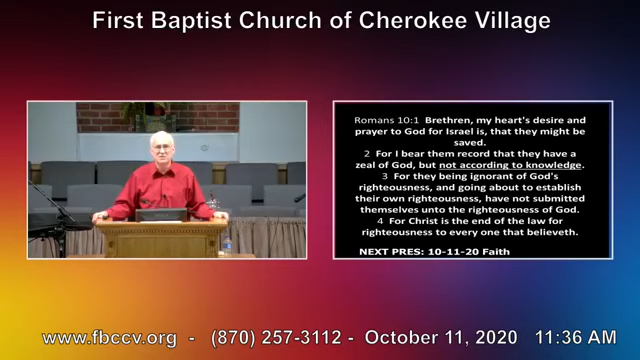 First Baptist Church of Cherokee Village
Romans 10:1 Brethren, my heart's desire and
prayer to God for Israel is, that they might be
saved.
2 For I bear them record that they have a
zeal of God, but not according to knowledge.
3 For they being ignorant of God's
righteousness, and going about to establish
their own righteousness, have not submitted
themselves unto the righteousness of God.
4 For Christ is the end of the law for
righteousness to every one that believeth.
NEXT PRES: 10-11-20 Faith
www.fbccv.org - (870) 257-3112 - October 11, 2020 11:36 AM